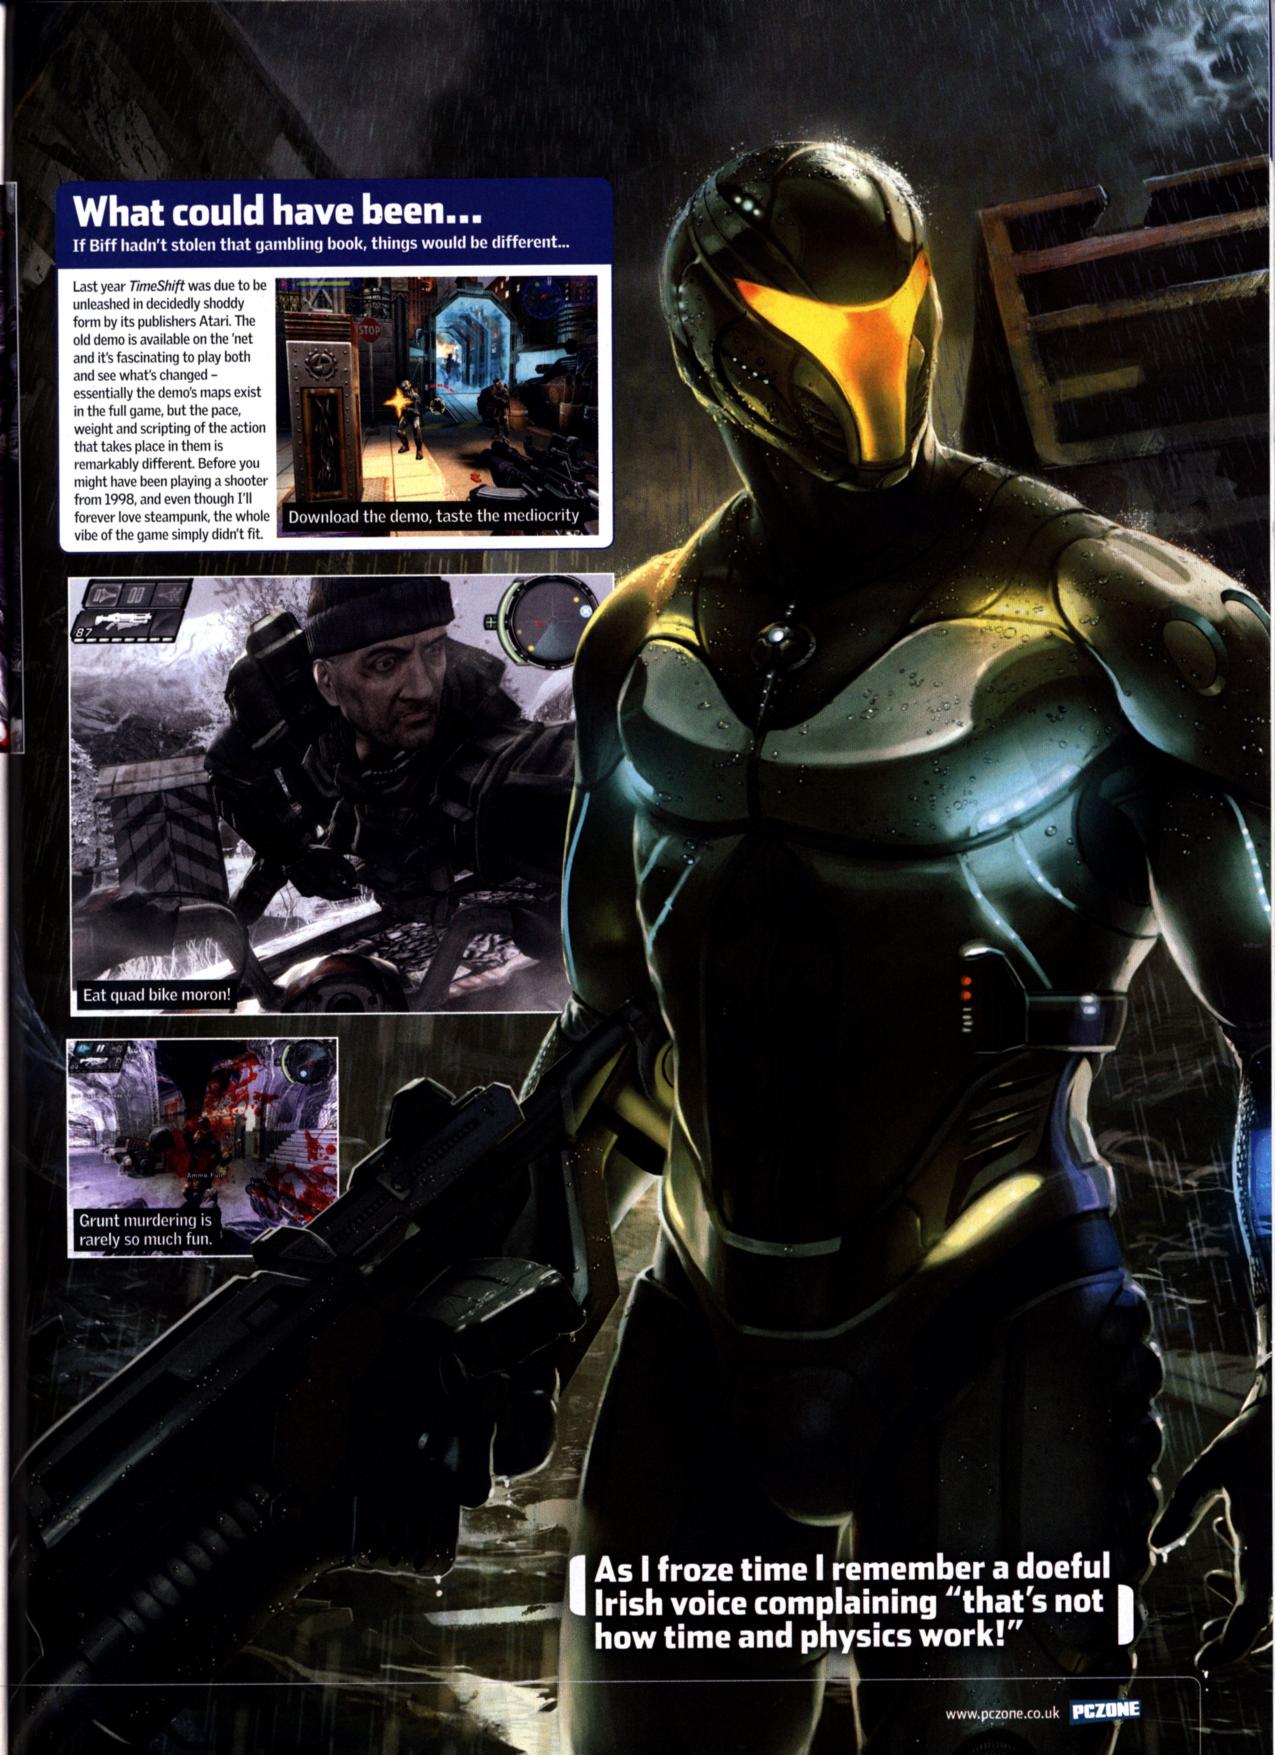 What could have been...
If Biff hadn't stolen that gambling book, things would be different...
Last year TimeShift was due to be
unleashed in decidedly shoddy
form by its publishers Atari. The
old demo is available on the 'net
and it's fascinating to play both
and see what's changed –
essentially the demo's maps exist
in the full game, but the pace,
weight and scripting of the action
that takes place in them is
remarkably different. Before you
might have been playing a shooter
from 1998, and even though I'll
forever love steampunk, the whole
vibe of the game simply didn't fit.
STOP
Download the demo, taste the mediocrity
87
Eat quad bike moron!
Ammo Full
Grunt murdering is
rarely so much fun.
As I froze time I remember a doeful
Irish voice complaining "that's not
how time and physics work!"
www.pczone.co.uk PCZONE